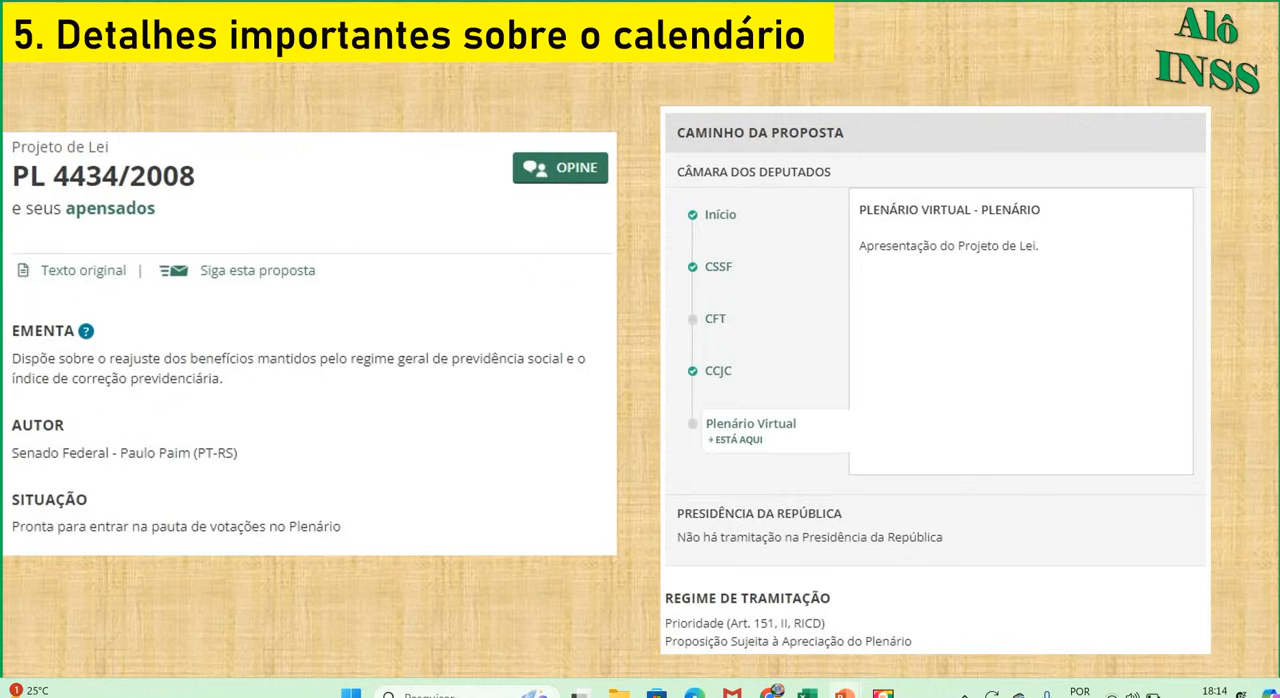 5. Detalhes importantes sobre o calendário
Alô
INSS
Projeto de Lei
PL 4434/2008
OPINE
e seus apensados
Texto original | Siga esta proposta
EMENTA ?
Dispõe sobre o reajuste dos benefícios mantidos pelo regime geral de previdência social e o
índice de correção previdenciária.
AUTOR
Senado Federal - Paulo Paim (PT-RS)
SITUAÇÃO
Pronta para entrar na pauta de votações no Plenário
CAMINHO DA PROPOSTA
CÂMARA DOS DEPUTADOS
Início
CSSF
CFT
CCJC
Plenário Virtual
ESTÁ AQUI
PLENÁRIO VIRTUAL - PLENÁRIO
Apresentação do Projeto de Lei.
PRESIDÊNCIA DA REPÚBLICA
Não há tramitação na Presidência da República
REGIME DE TRAMITAÇÃO
Prioridade (Art. 151, II, RICD)
Proposição Sujeita à Apreciação do Plenário
1 25°C
Pesquisar
POR
18:14